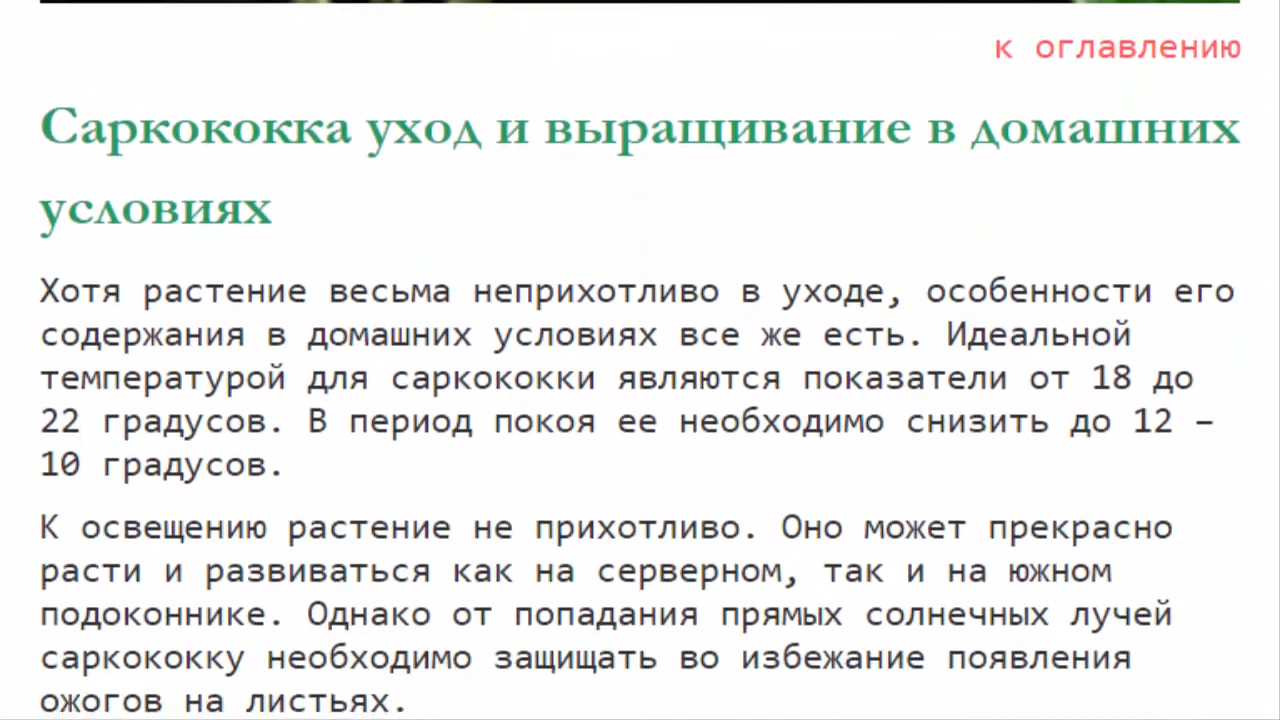 к оглавлению
Саркококка уход и выращивание в домашних
условиях
Хотя растение весьма неприхотливо в уходе, особенности его
содержания в домашних условиях все же есть. Идеальной
температурой для саркококки являются показатели от 18 до
22 градусов. В период покоя ее необходимо снизить до 12 –
10 градусов.
К освещению растение не прихотливо. Оно может прекрасно
расти и развиваться как на серверном, так и на южном
подоконнике. Однако от попадания прямых солнечных лучей
саркококку необходимо защищать во избежание появления
ожогов на листьях.